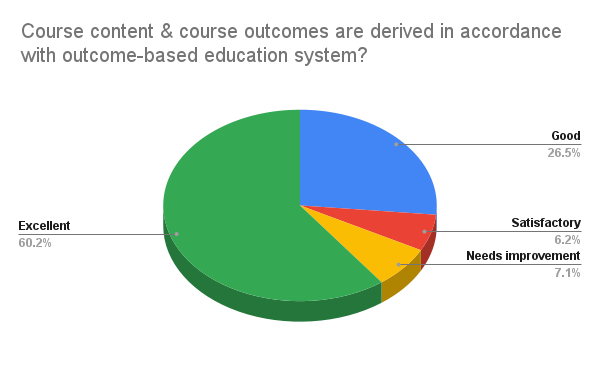 Course content & course outcomes are derived in accordance
with outcome-based education system?
Good
26.5%
Excellent
60.2%
Satisfactory
6.2%
Needs improvement
7.1%